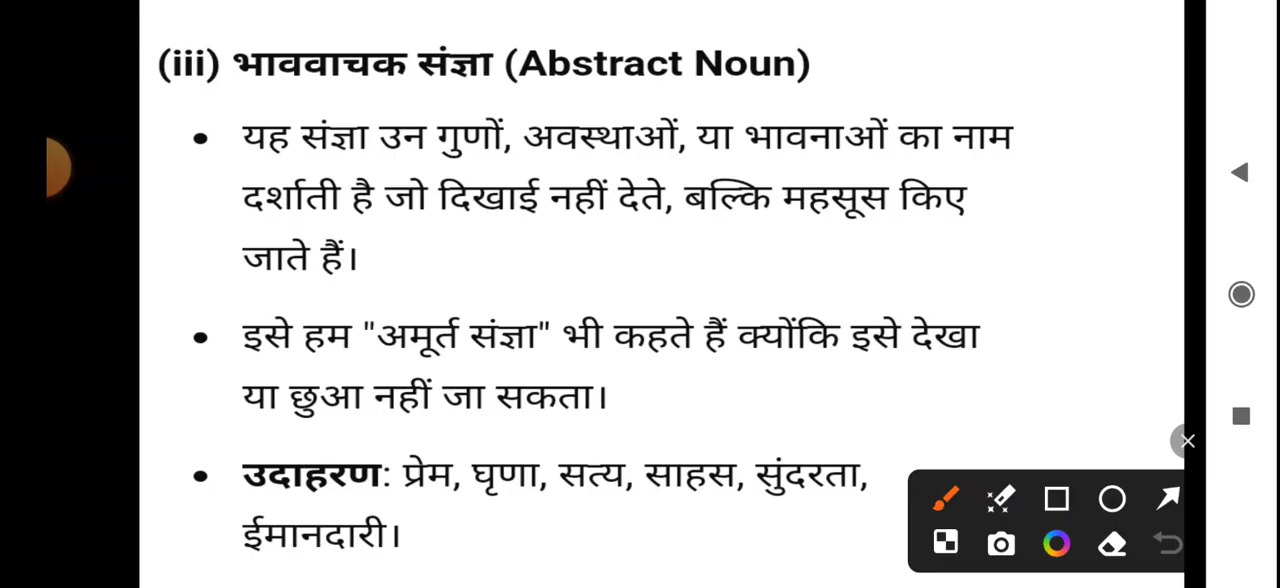 (iii) भाववाचक संज्ञा (Abstract Noun)
• यह संज्ञा उन गुणों, अवस्थाओं, या भावनाओं का नाम
दर्शाती है जो दिखाई नहीं देते, बल्कि महसूस किए
जाते हैं।
• इसे हम "अमूर्त संज्ञा" भी कहते हैं क्योंकि इसे देखा
या छुआ नहीं जा सकता।
• उदाहरण: प्रेम, घृणा, सत्य, साहस, सुंदरता,
ईमानदारी।